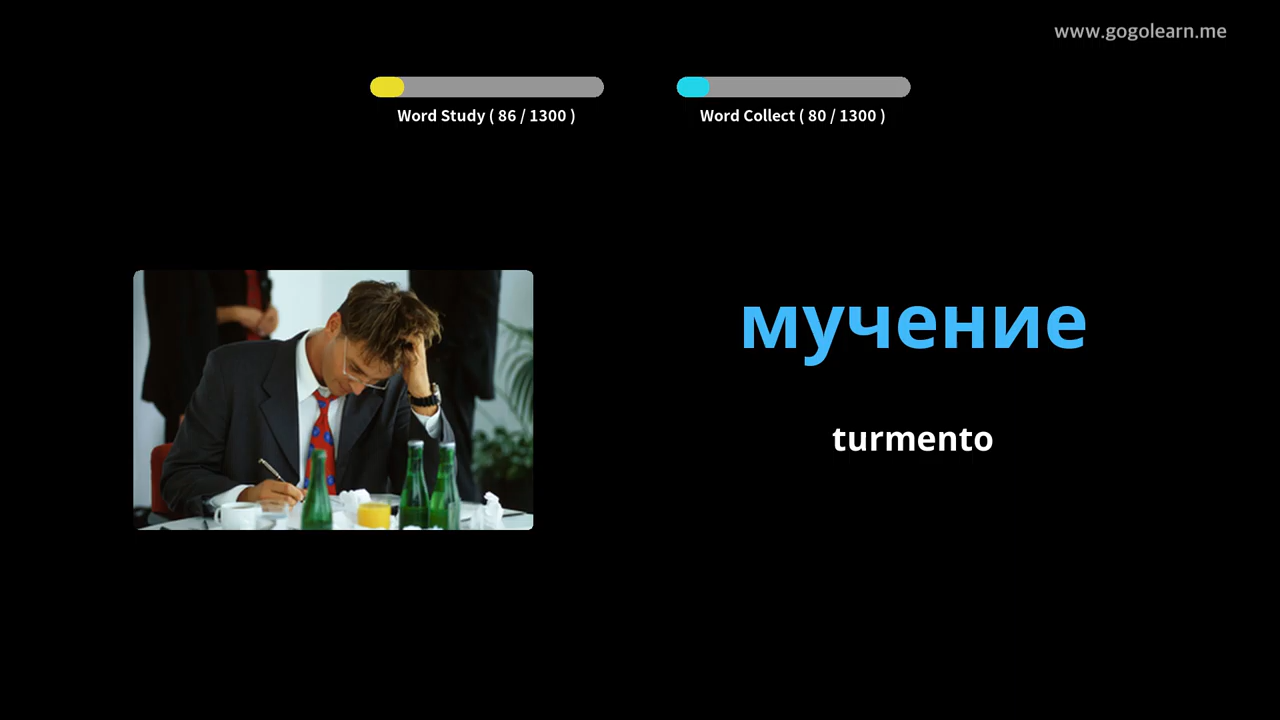 www.gogolearn.me
Word Study ( 86 / 1300 )
Word Collect ( 80 / 1300 )
мучение
turmento